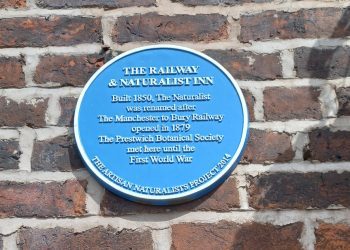 THE RAILWAY
& NATURALIST INN
Built 1850, The Naturalist
was renamed after
The Manchester to Bury Railway
opened in 1879
The Prestwich Botanical Society
met here until the
First World War
THE ARTISAN NATURALISTS PROJECT 2014